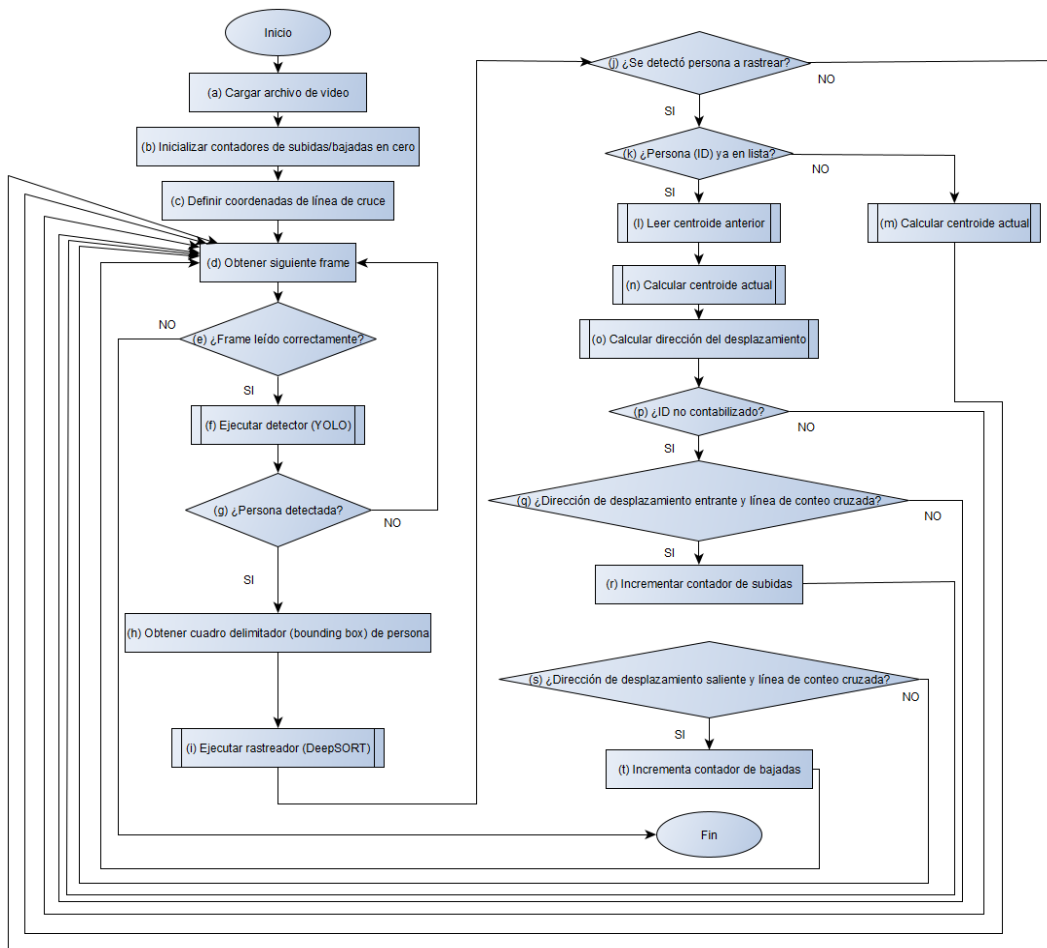 Inicio
(a) Cargar archivo de video
(b) Inicializar contadores de subidas/bajadas en cero
(c) Definir coordenadas de línea de cruce
(d) Obtener siguiente frame
NO
(e) ¿Frame leído correctamente?
SI
(f) Ejecutar detector (YOLO)
(g) ¿Persona detectada?
NO
SI
(h) Obtener cuadro delimitador (bounding box) de persona
(i) Ejecutar rastreador (DeepSORT)
(j) ¿Se detectó persona a rastrear?
NO
SI
(k) ¿Persona (ID) ya en lista?
NO
SI
(l) Leer centroide anterior
(m) Calcular centroide actual
(n) Calcular centroide actual
(o) Calcular dirección del desplazamiento
(p) ¿ID no contabilizado?
NO
SI
(q) ¿Dirección de desplazamiento entrante y línea de conteo cruzada?
NO
SI
(r) Incrementar contador de subidas
(s) ¿Dirección de desplazamiento saliente y línea de conteo cruzada?
NO
SI
(t) Incrementa contador de bajadas
Fin